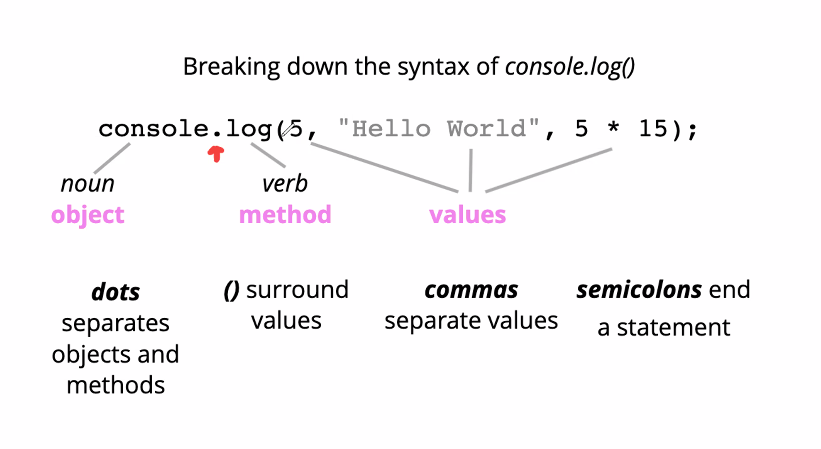 Breaking down the syntax of console.log()
console.log(5, "Hello World", 5 * 15);
noun
object
verb
method
values
dots
separates
objects and
methods
() surround
values
commas
separate values
semicolons end
a statement